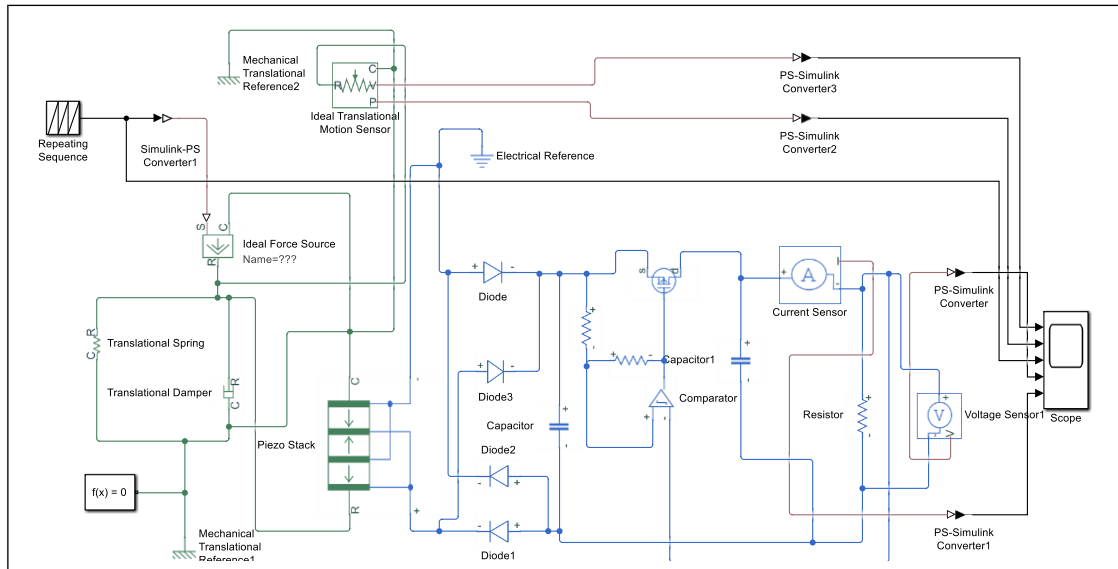 Mechanical
Translational
Reference2
R
C
V
P
Ideal Translational
Motion Sensor
PS-Simulink
Converter3
Repeating
Sequence
Simulink-PS
Converter1
Electrical Reference
PS-Simulink
Converter2
S
C
R
Ideal Force Source
Name=???
+
-
Diode
s
d
+
A
I
-
Current Sensor
PS-Simulink
Converter
R
C
Translational Spring
Translational Damper
R
C
+
-
+
-
Capacitor1
+
-
Comparator
+
-
Diode3
+
-
Capacitor
+
-
Resistor
+
V
-
V
Voltage Sensor1
Scope
C
-
Piezo Stack
+
R
Diode2
-
+
-
+
Diode1
+
-
f(x) = 0
Mechanical
Translational
Reference1
PS-Simulink
Converter1